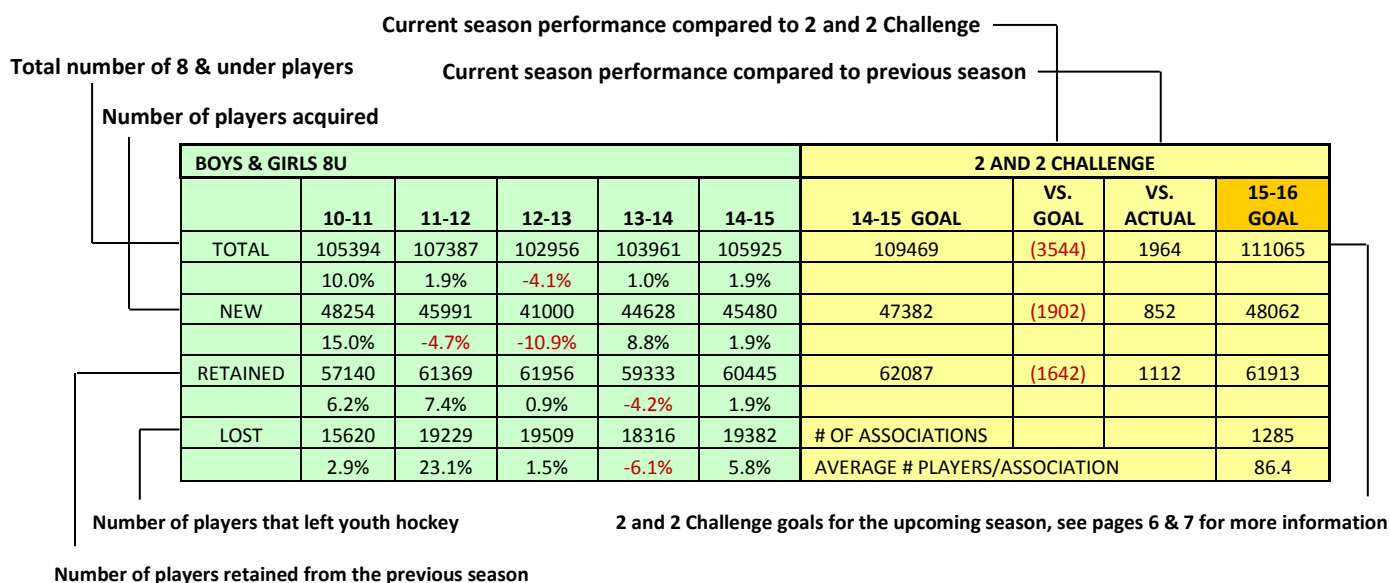 Current season performance compared to 2 and 2 Challenge
Total number of 8 & under players
Current season performance compared to previous season
Number of players acquired
BOYS & GIRLS 8U 2 AND 2 CHALLENGE
10-11 11-12 12-13 13-14 14-15 14-15 GOAL VS. GOAL VS. ACTUAL 15-16 GOAL
TOTAL 105394 107387 102956 103961 105925 109469 (3544) 1964 111065
10.0% 1.9% -4.1% 1.0% 1.9%
NEW 48254 45991 41000 44628 45480 47382 (1902) 852 48062
15.0% -4.7% -10.9% 8.8% 1.9%
RETAINED 57140 61369 61956 59333 60445 62087 (1642) 1112 61913
6.2% 7.4% 0.9% -4.2% 1.9%
LOST 15620 19229 19509 18316 19382 # OF ASSOCIATIONS 1285
2.9% 23.1% 1.5% -6.1% 5.8% AVERAGE # PLAYERS/ASSOCIATION 86.4
Number of players that left youth hockey
2 and 2 Challenge goals for the upcoming season, see pages 6 & 7 for more information
Number of players retained from the previous season